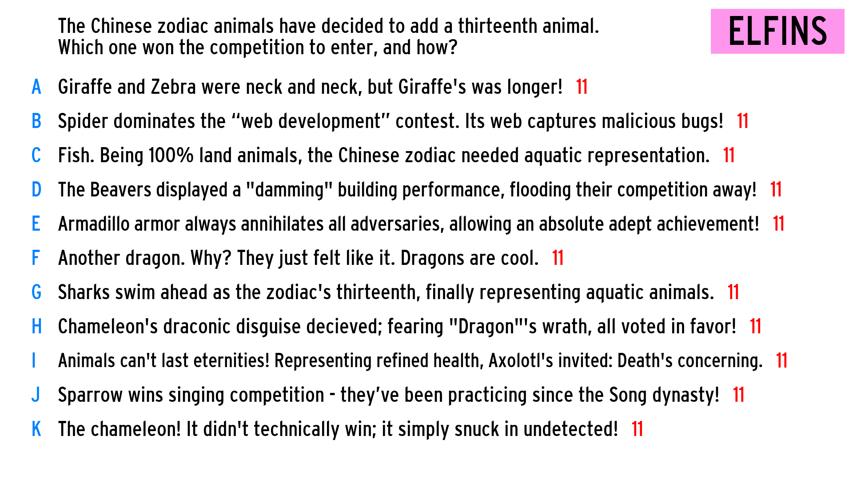 The Chinese zodiac animals have decided to add a thirteenth animal.
Which one won the competition to enter, and how?
ELFINS
A Giraffe and Zebra were neck and neck, but Giraffe's was longer! 11
B Spider dominates the “web development” contest. Its web captures malicious bugs! 11
C Fish. Being 100% land animals, the Chinese zodiac needed aquatic representation. 11
D The Beavers displayed a "damming" building performance, flooding their competition away! 11
E Armadillo armor always annihilates all adversaries, allowing an absolute adept achievement! 11
F Another dragon. Why? They just felt like it. Dragons are cool. 11
G Sharks swim ahead as the zodiac's thirteenth, finally representing aquatic animals. 11
H Chameleon's draconic disguise decieved; fearing "Dragon"'s wrath, all voted in favor! 11
I Animals can't last eternities! Representing refined health, Axolotl's invited: Death's concerning. 11
J Sparrow wins singing competition - they’ve been practicing since the Song dynasty! 11
K The chameleon! It didn't technically win; it simply snuck in undetected! 11